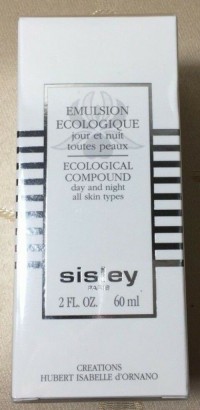 EMULSION
ECOLOGIQUE
jour et nuit
toutes peaux
ECOLOGICAL
COMPOUND
day and night
all skin types
sisley
PARIS
2 FL. OZ. 60 ml
CREATIONS
HUBERT ISABELLE d'ORNANO